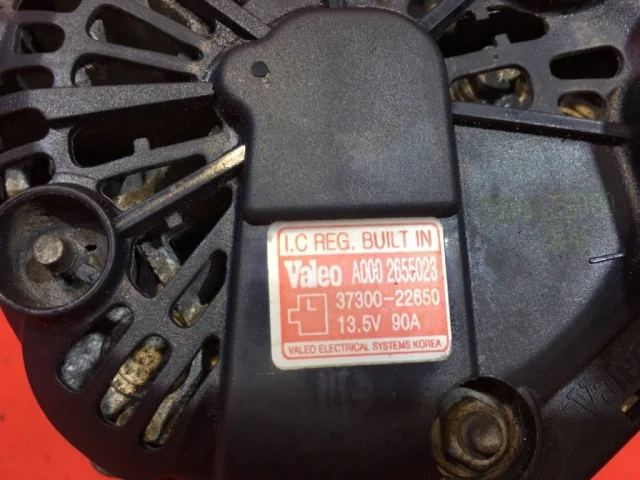 I.C REG. BUILT IN
Valeo A000 2655023
37300-22650
13.5V 90A
VALEO ELECTRICAL SYSTEMS KOREA